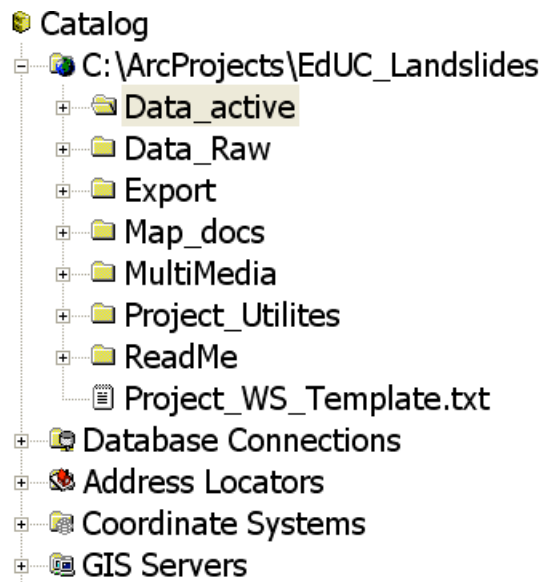 Catalog
C:\ArcProjects\EdUC_Landslides
Data_active
Data_Raw
Export
Map_docs
MultiMedia
Project_Utilites
ReadMe
Project_WS_Template.txt
Database Connections
Address Locators
Coordinate Systems
GIS Servers